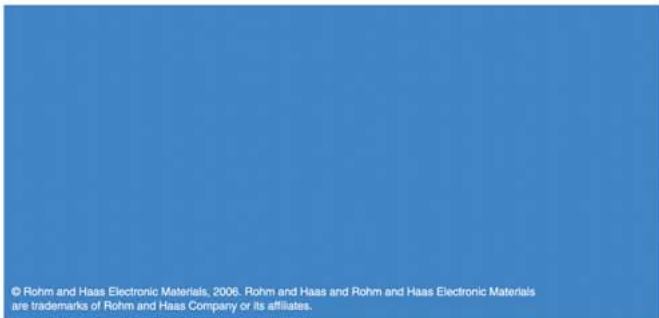 © Rohm and Haas Electronic Materials, 2006. Rohm and Haas and Rohm and Haas Electronic Materials
are trademarks of Rohm and Haas Company or its affiliates.